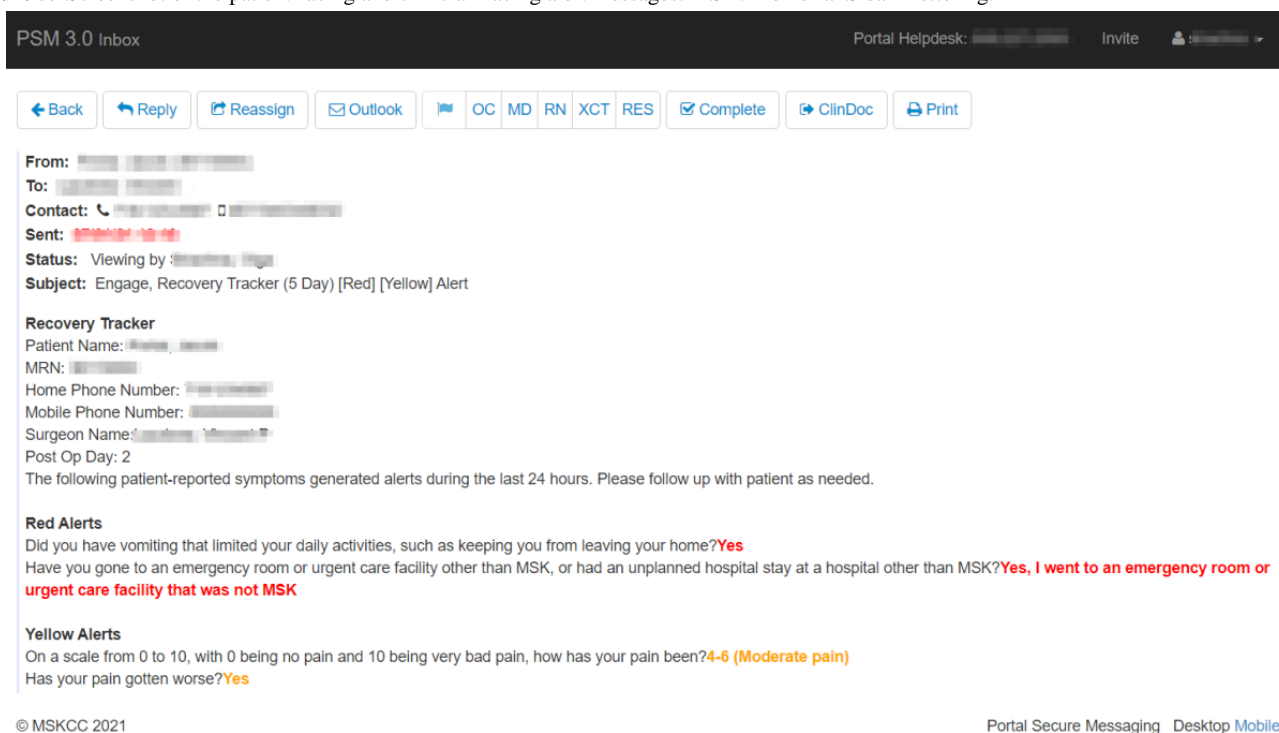 PSM 3.0 Inbox
Portal Helpdesk: Invite
Back Reply Reassign Outlook OC MD RN XCT RES Complete ClinDoc Print
From:
To:
Contact:
Sent:
Status: Viewing by
Subject: Engage, Recovery Tracker (5 Day) [Red] [Yellow] Alert
Recovery Tracker
Patient Name:
MRN:
Home Phone Number:
Mobile Phone Number:
Surgeon Name:
Post Op Day: 2
The following patient-reported symptoms generated alerts during the last 24 hours. Please follow up with patient as needed.
Red Alerts
Did you have vomiting that limited your daily activities, such as keeping you from leaving your home?Yes
Have you gone to an emergency room or urgent care facility other than MSK, or had an unplanned hospital stay at a hospital other than MSK?Yes, I went to an emergency room or
urgent care facility that was not MSK
Yellow Alerts
On a scale from 0 to 10, with 0 being no pain and 10 being very bad pain, how has your pain been?4-6 (Moderate pain)
Has your pain gotten worse?Yes
© MSKCC 2021
Portal Secure Messaging Desktop Mobile